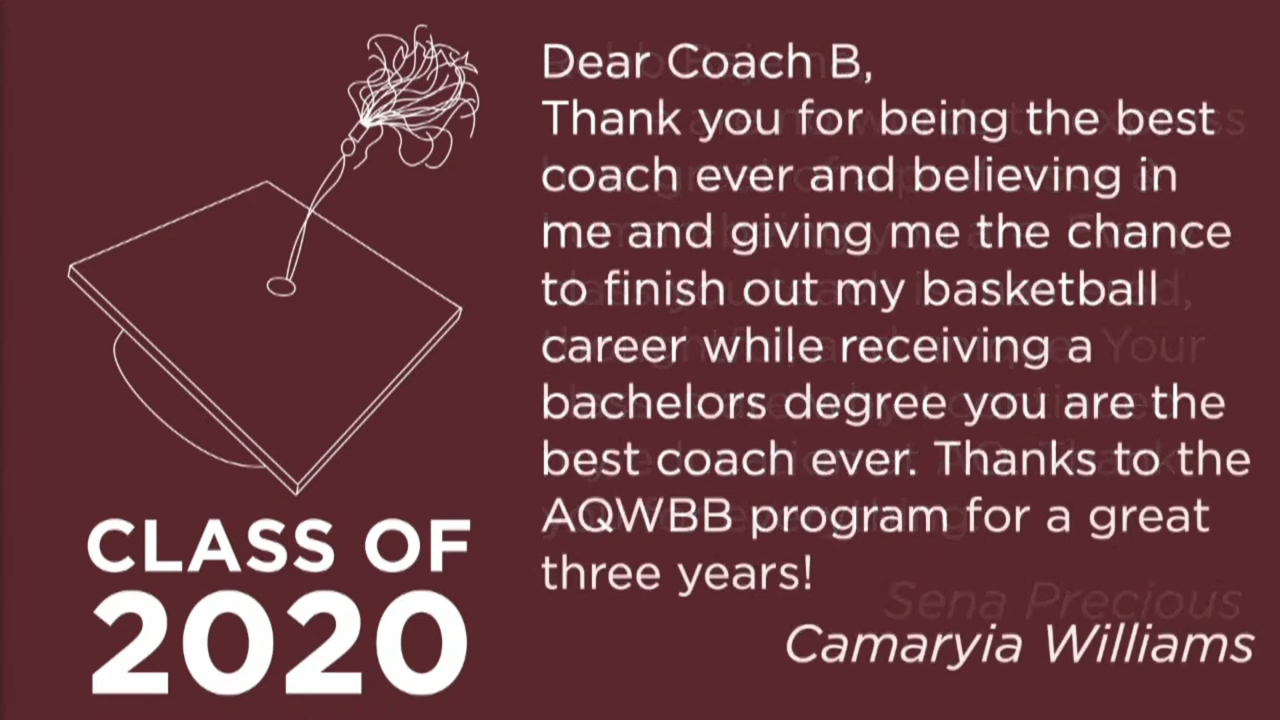 CLASS OF
2020
Dear Coach B,
Thank you for being the best
coach ever and believing in
me and giving me the chance
to finish out my basketball
career while receiving a
bachelors degree you are the
best coach ever. Thanks to the
AQWBB program for a great
three years!
Sena Precious
Camaryia Williams